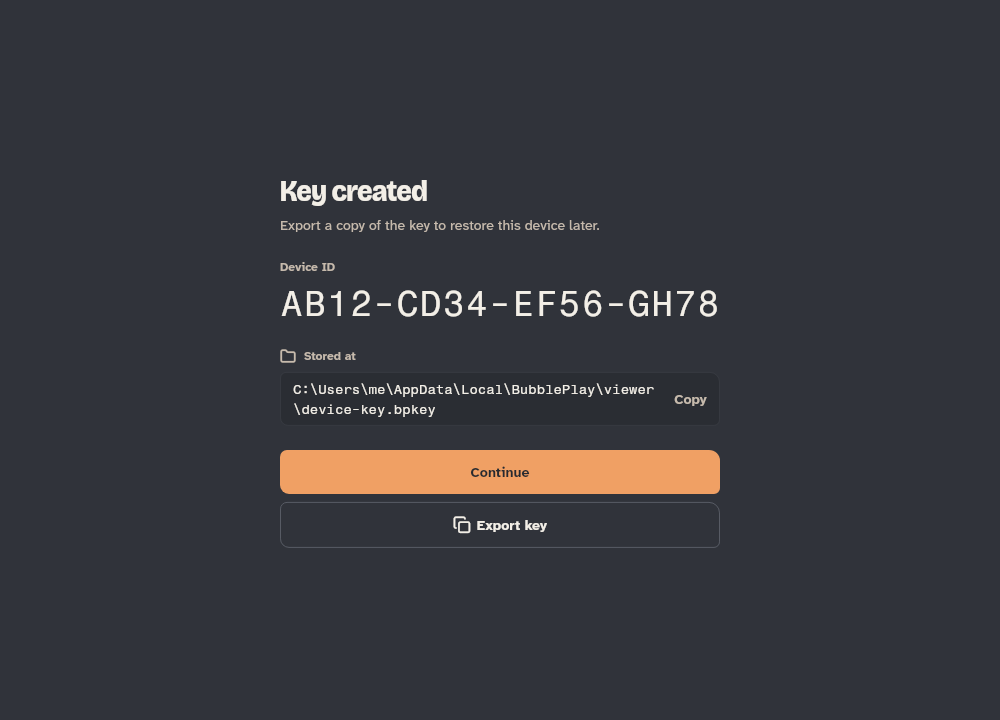 Key created
Export a copy of the key to restore this device later.
Device ID
AB12-CD34-EF56-GH78
Stored at
C:\Users\me\AppData\Local\BubblePlay\viewer
\device-key.bpkey
Copy
Continue
Export key